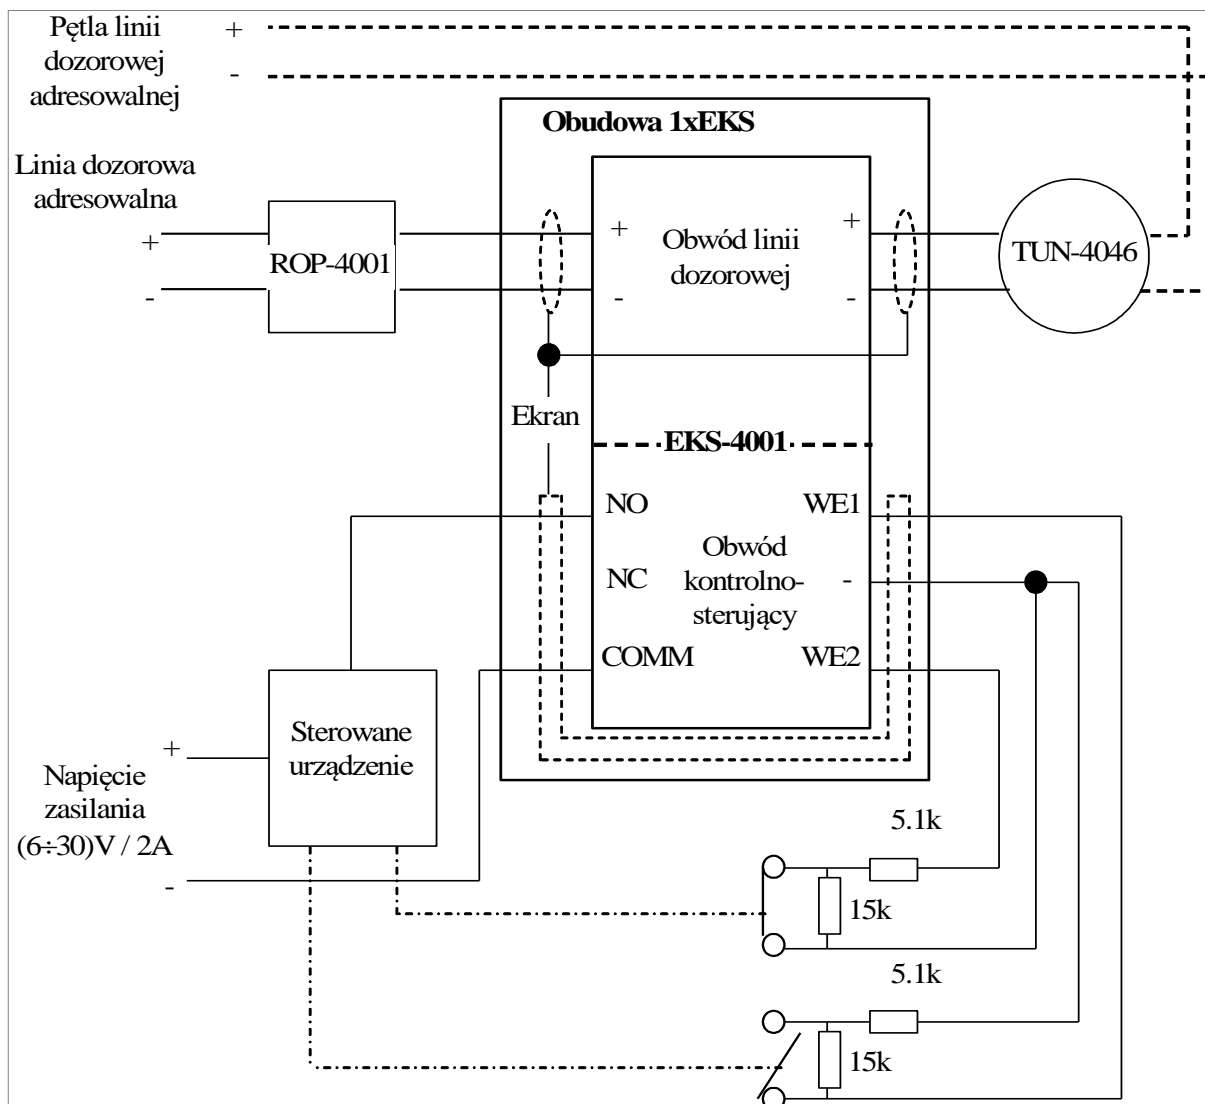 Pętla linii
dozorowej
adresowalnej
+
-
Obudowa 1xEKS
Linia dozorowa
adresowalna
+
-
ROP-4001
+
-
Obwód linii
dozorowej
+
-
TUN-4046
Ekran
EKS-4001
NO
NC
COMM
Obwód
kontrolno-
sterujący
WE1
-
WE2
Sterowane
urządzenie
+
Napięcie
zasilania
(6÷30)V / 2A
-
5.1k
15k
5.1k
15k